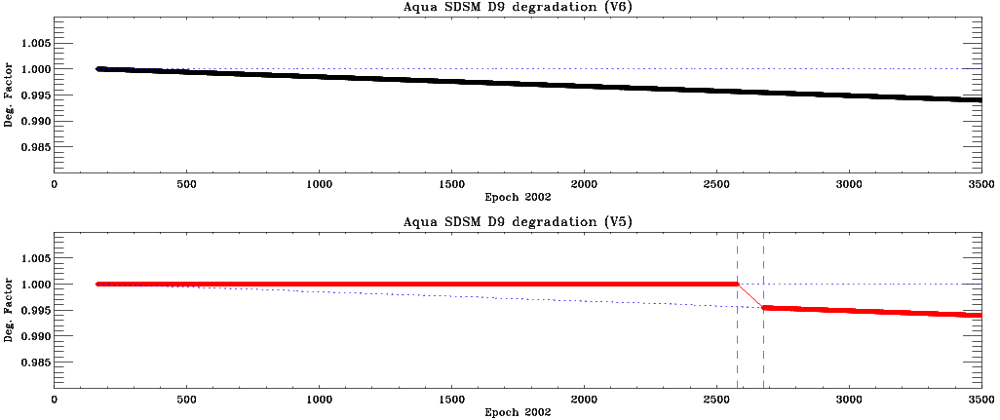 Aqua SDSM D9 degradation (V6)
1.005
1.000
0.995
0.990
0.985
Deg. Factor
0 500 1000 1500 2000 2500 3000 3500
Epoch 2002
Aqua SDSM D9 degradation (V5)
1.005
1.000
0.995
0.990
0.985
Deg. Factor
0 500 1000 1500 2000 2500 3000 3500
Epoch 2002